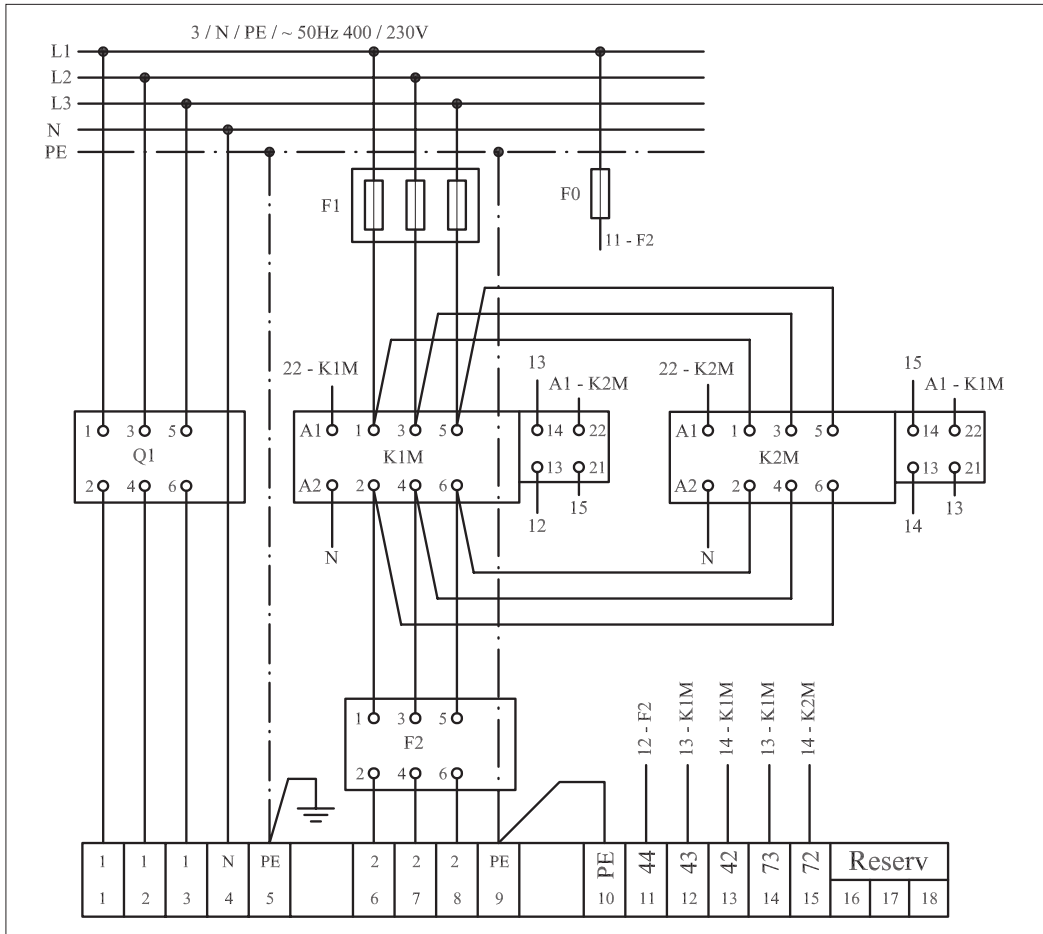 3 / N / PE / ~ 50Hz 400 / 230V
L1
L2
L3
N
PE
F1
F0
11 - F2
22 - K1M
13
A1 - K2M
22 - K2M
15
A1 - K1M
1 3 5
Q1
2 4 6
A1 1 3 5
K1M
A2 2 4 6
14 22
13 21
N
12
15
A1 1 3 5
K2M
A2 2 4 6
14 22
13 21
N
14
13
1 3 5
F2
2 4 6
12 - F2
13 - K1M
14 - K1M
13 - K1M
14 - K2M
1 1 1 N PE 2 2 2 PE PE 44 43 42 73 72 Reserv
1 2 3 4 5 6 7 8 9 10 11 12 13 14 15 16 17 18